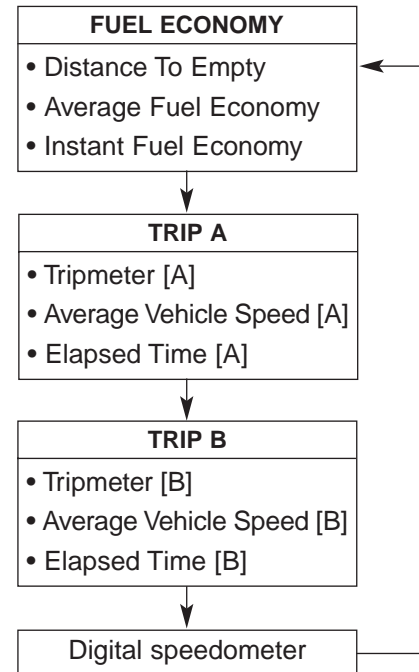 FUEL ECONOMY
• Distance To Empty
• Average Fuel Economy
• Instant Fuel Economy
TRIP A
• Tripmeter [A]
• Average Vehicle Speed [A]
• Elapsed Time [A]
TRIP B
• Tripmeter [B]
• Average Vehicle Speed [B]
• Elapsed Time [B]
Digital speedometer